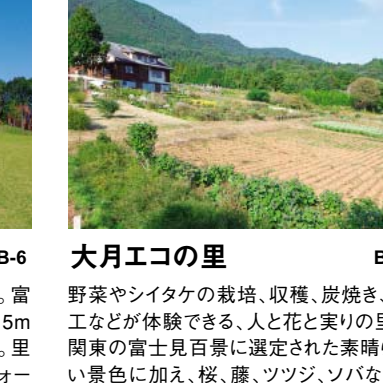 B-6
。富
5m
。里
ォー
大月エコの里
野菜やシイタケの栽培、収穫、炭焼き、
工などが体験できる、人と花と実りの里
関東の富士見百景に選定された素晴ら
い景色に加え、桜、藤、ツツジ、ソバな